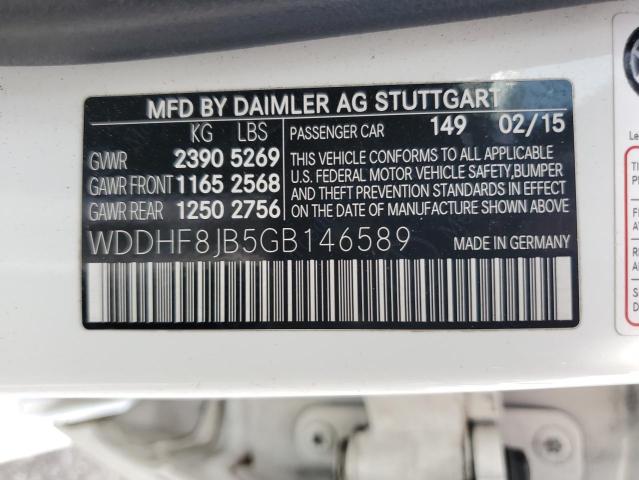 MFD BY DAIMLER AG STUTTGART
KG LBS
GVWR 2390 5269
GAWR FRONT 1165 2568
GAWR REAR 1250 2756
PASSENGER CAR 149 02/15
THIS VEHICLE CONFORMS TO ALL APPLICABLE
U.S. FEDERAL MOTOR VEHICLE SAFETY, BUMPER
AND THEFT PREVENTION STANDARDS IN EFFECT
ON THE DATE OF MANUFACTURE SHOWN ABOVE.
WDDHF8JB5GB146589
MADE IN GERMANY
Le